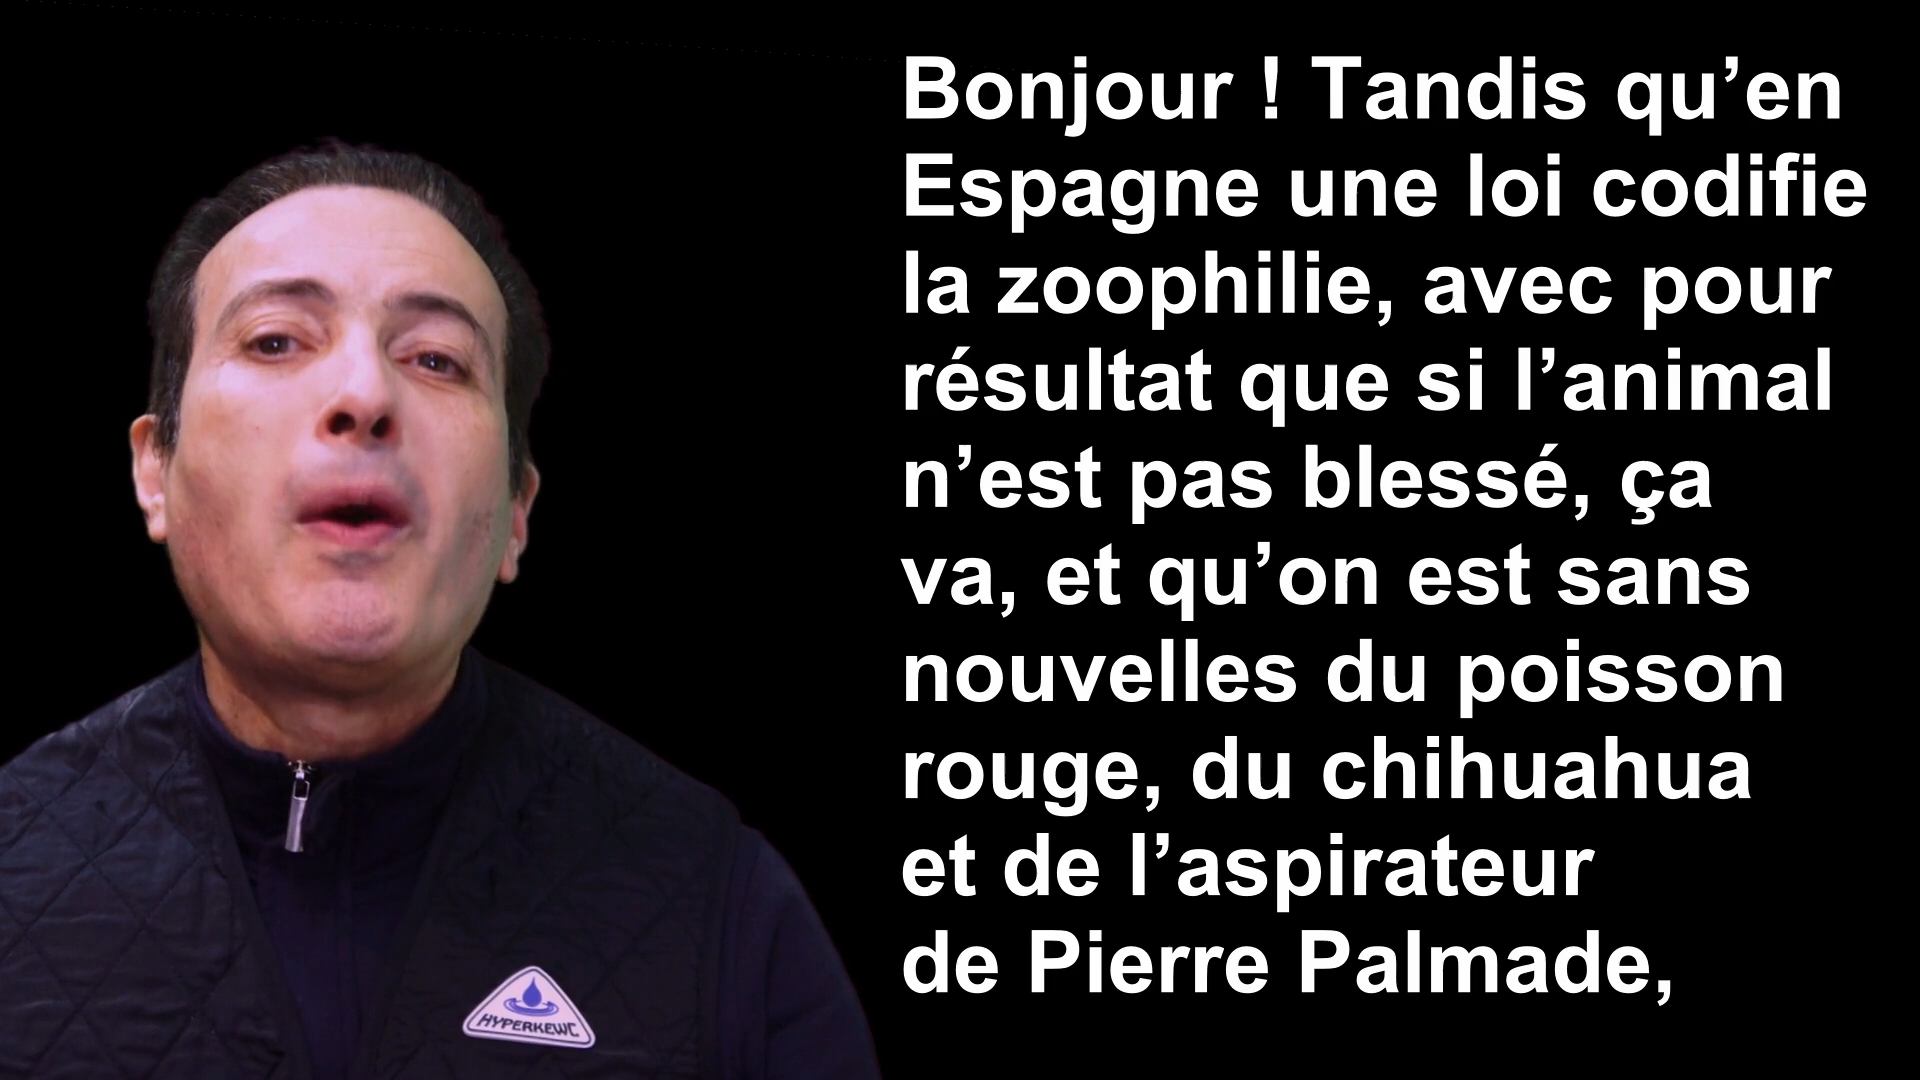 Bonjour ! Tandis qu’en
Espagne une loi codifie
la zoophilie, avec pour
résultat que si l’animal
n’est pas blessé, ça
va, et qu’on est sans
nouvelles du poisson
rouge, du chihuahua
et de l’aspirateur
de Pierre Palmade,
HYPERKEWC